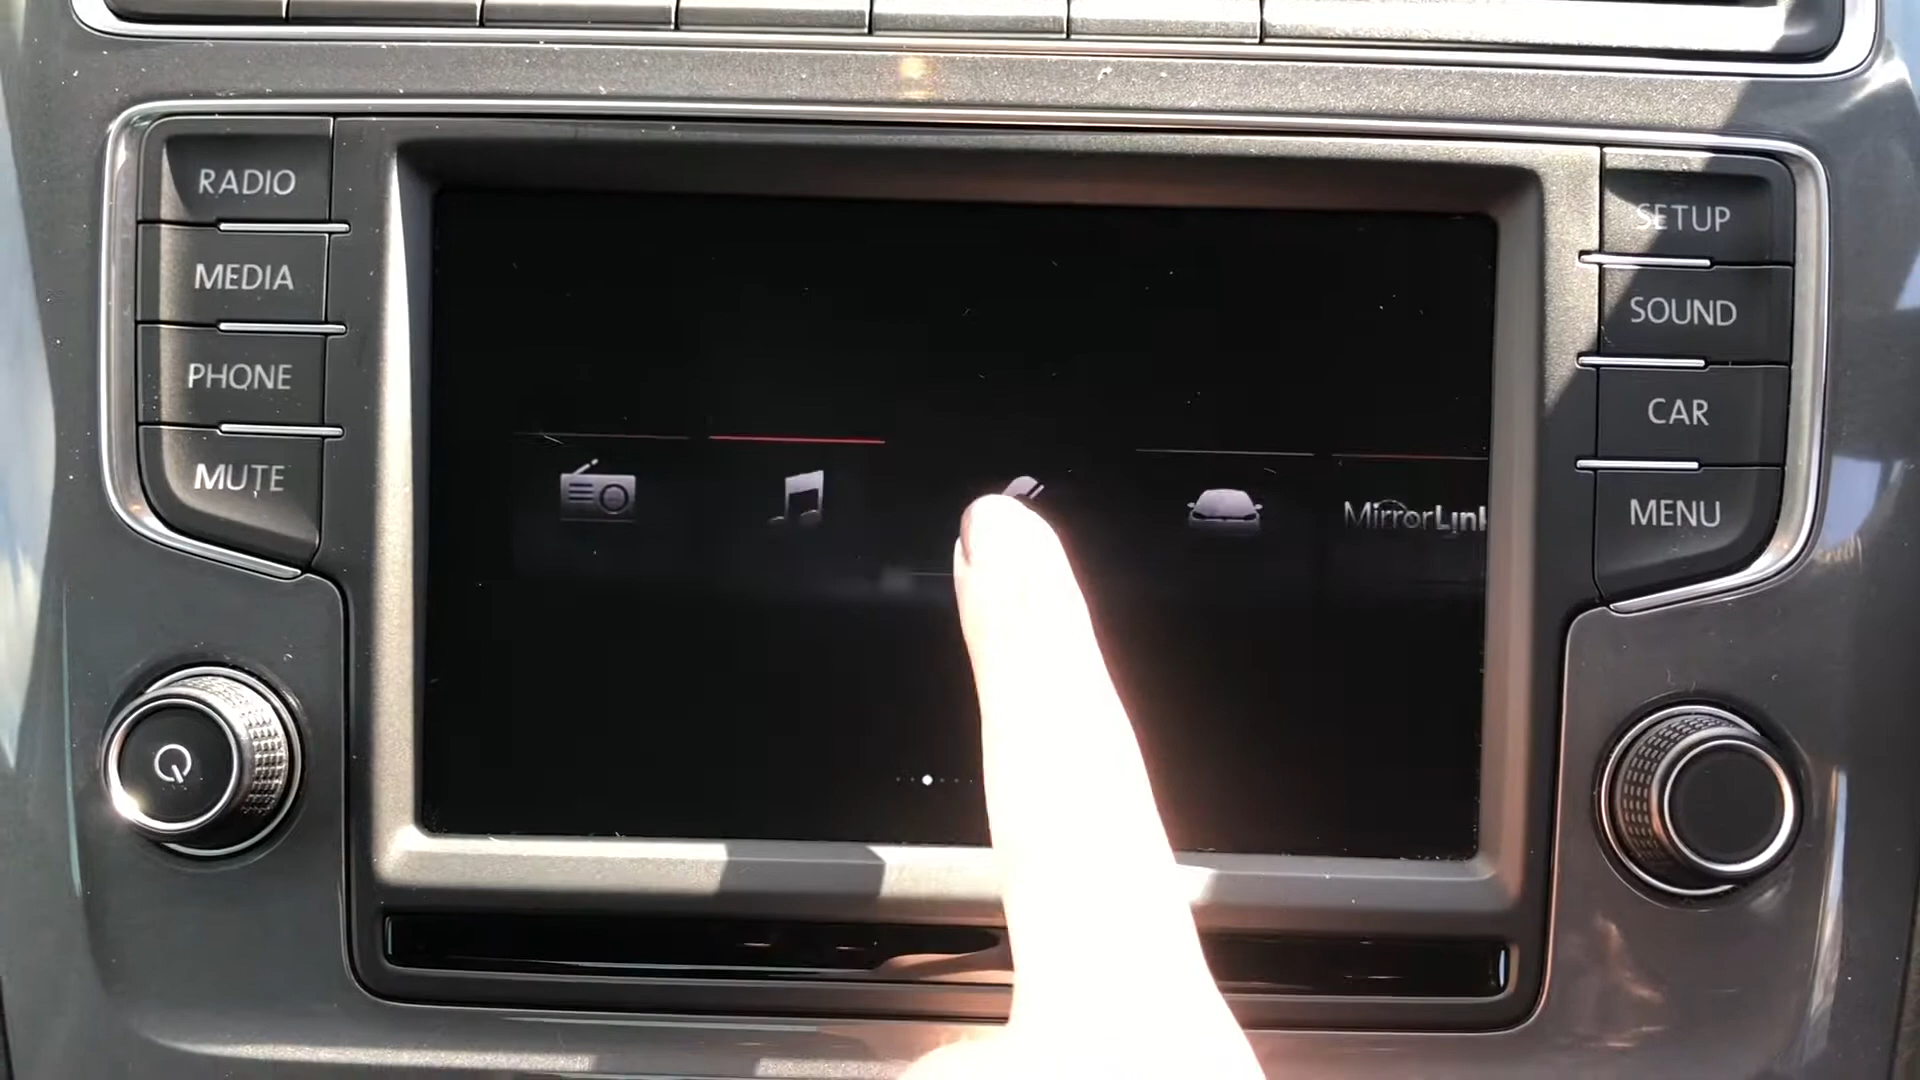 RADIO
MEDIA
PHONE
MUTE
MirrorLink
SETUP
SOUND
CAR
MENU